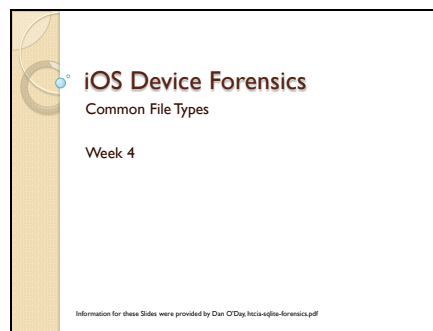 iOS Device Forensics
Common File Types
Week 4
Information for these Slides were provided by Dan O'Day, htcia-sqlite-forensics.pdf